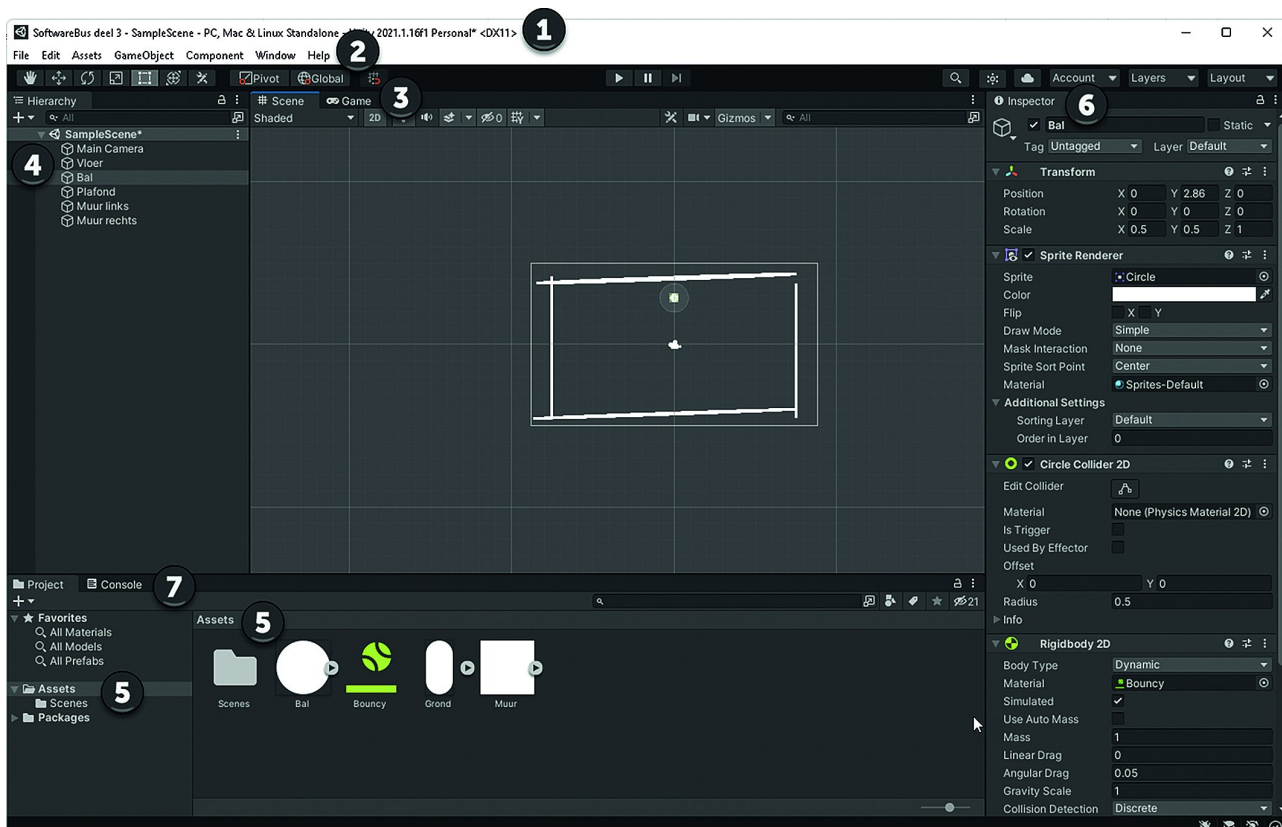 SoftwareBus deel 3 - SampleScene - PC, Mac & Linux Standalone - Unity 2021.1.16f1 Personal* <DX11>
1
File Edit Assets GameObject Component Window Help
2
Pivot Global
Account Layers Layout
Hierarchy
All
SampleScene*
Main Camera
Vloer
Bal
Plafond
Muur links
Muur rechts
4
Scene Game
3
Shaded 2D 0 Gizmos All
Inspector
6
Bal Static
Tag Untagged Layer Default
Transform
Position X 0 Y 2.86 Z 0
Rotation X 0 Y 0 Z 0
Scale X 0.5 Y 0.5 Z 1
Sprite Renderer
Sprite Circle
Color
Flip X Y
Draw Mode Simple
Mask Interaction None
Sprite Sort Point Center
Material Sprites-Default
Additional Settings
Sorting Layer Default
Order in Layer 0
Circle Collider 2D
Edit Collider
Material None (Physics Material 2D)
Is Trigger
Used By Effector
Offset
X 0 Y 0
Radius 0.5
Info
Rigidbody 2D
Body Type Dynamic
Material Bouncy
Simulated
Use Auto Mass
Mass 1
Linear Drag 0
Angular Drag 0.05
Gravity Scale 1
Collision Detection Discrete
Project Console
7
21
Favorites
All Materials
All Models
All Prefabs
Assets
5
Scenes
Packages
Assets
5
Scenes Bal Bouncy Grond Muur